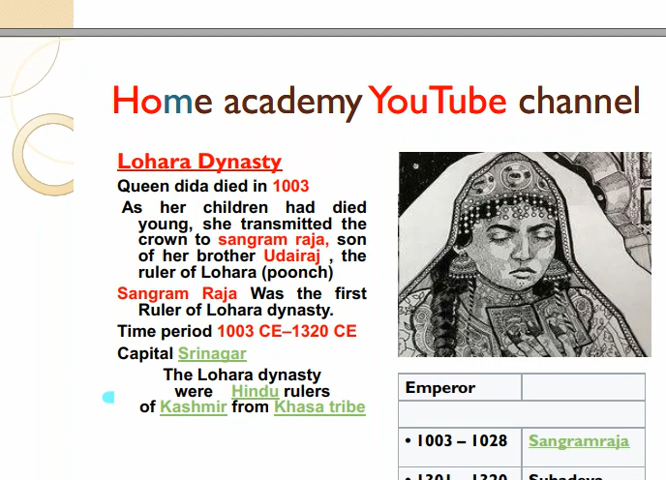 Home academy YouTube channel
Lohara Dynasty
Queen dida died in 1003
As her children had died
young, she transmitted the
crown to sangram raja, son
of her brother Udairaj , the
ruler of Lohara (poonch)
Sangram Raja Was the first
Ruler of Lohara dynasty.
Time period 1003 CE–1320 CE
Capital Srinagar
The Lohara dynasty
were Hindu rulers
of Kashmir from Khasa tribe
Emperor
• 1003 – 1028 Sangramraja
• 1301 – 1320 Suhadeva